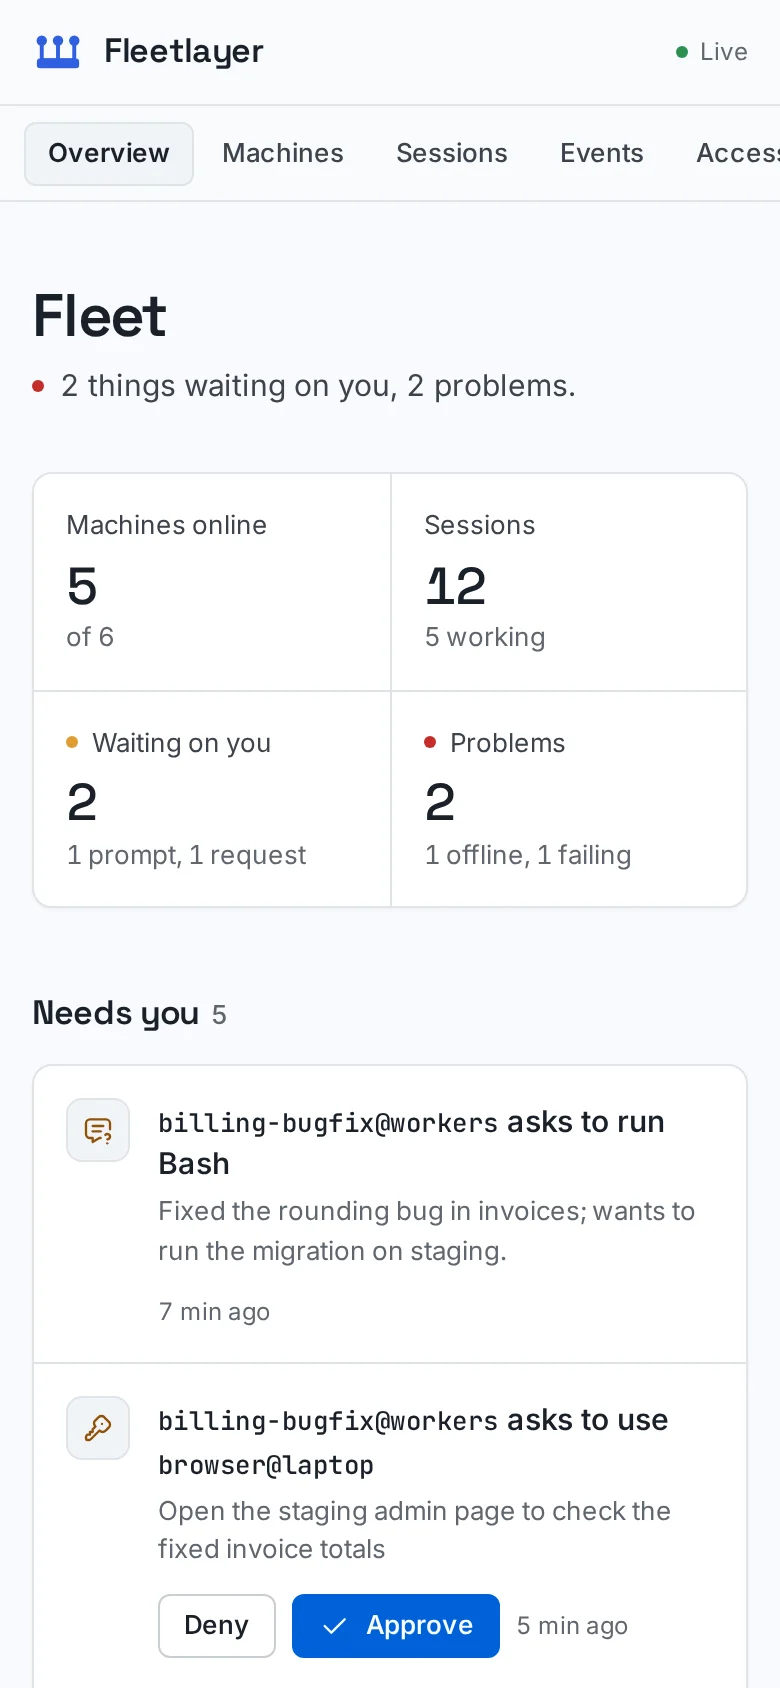 Fleetlayer
Live
Overview Machines Sessions Events Access
Fleet
2 things waiting on you, 2 problems.
Machines online
5
of 6
Sessions
12
5 working
Waiting on you
2
1 prompt, 1 request
Problems
2
1 offline, 1 failing
Needs you 5
billing-bugfix@workers asks to run
Bash
Fixed the rounding bug in invoices; wants to
run the migration on staging.
7 min ago
billing-bugfix@workers asks to use
browser@laptop
Open the staging admin page to check the
fixed invoice totals
Deny Approve 5 min ago